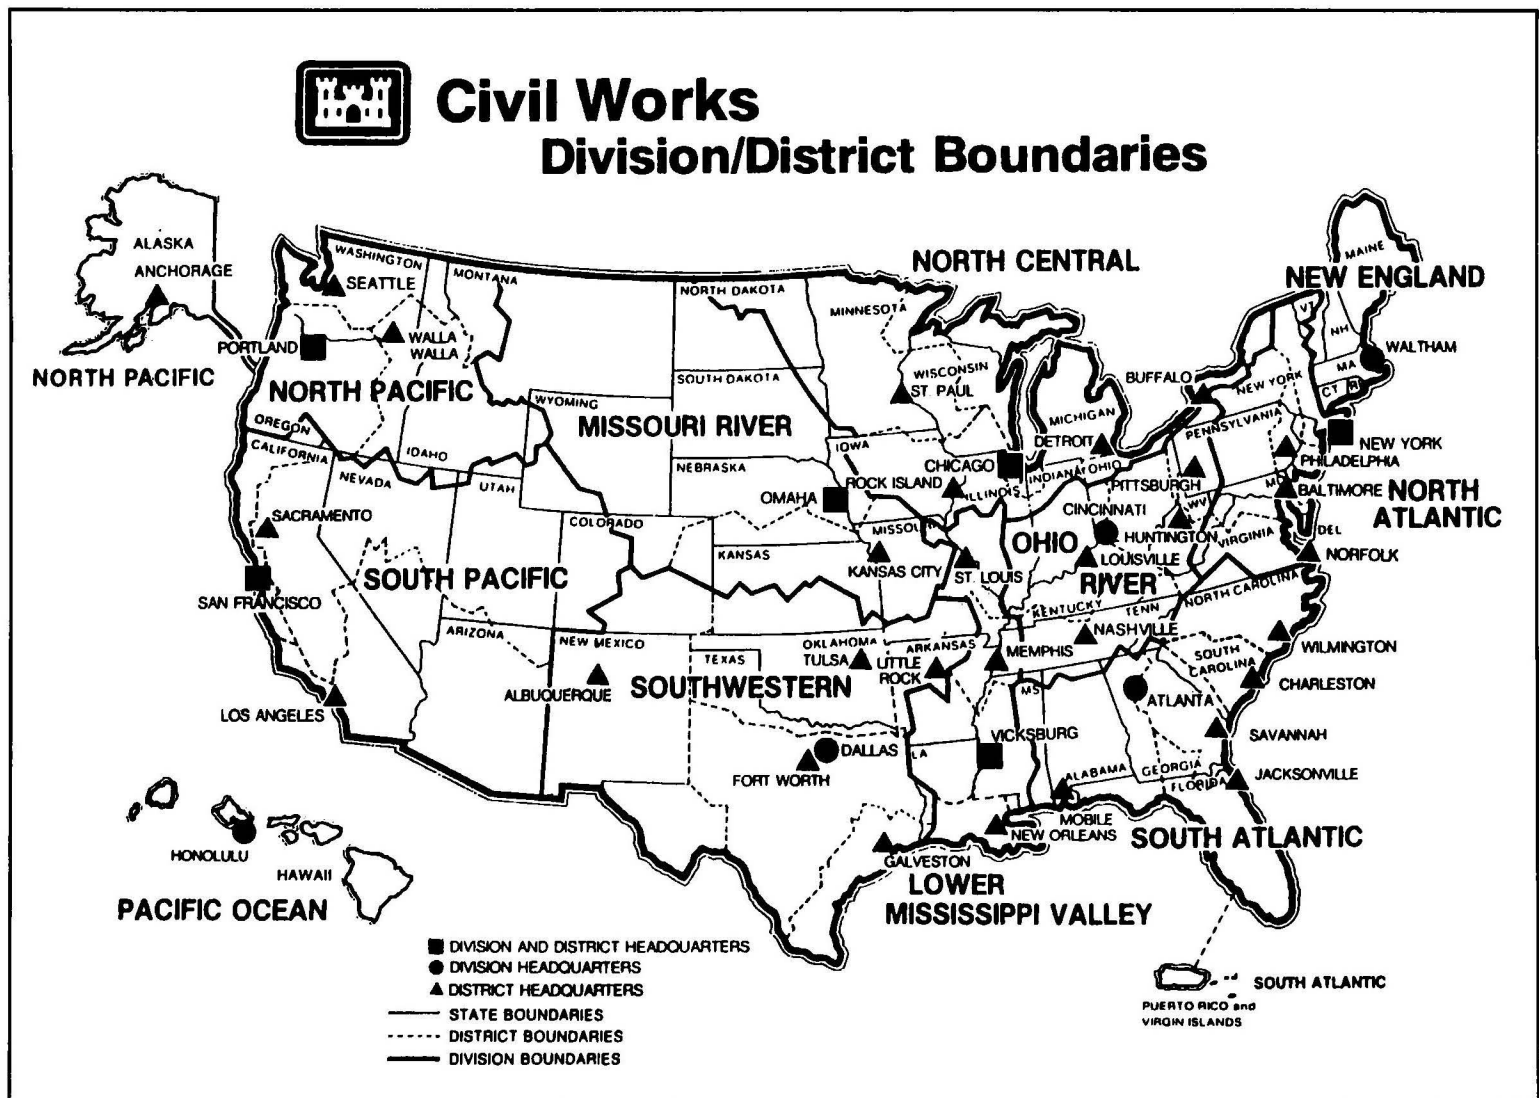 Civil Works
Division/District Boundaries
ALASKA
ANCHORAGE
NORTH PACIFIC
WASHINGTON
SEATTLE
MONTANA
PORTLAND
WALLA
WALLA
NORTH PACIFIC
OREGON
IDAHO
CALIFORNIA
NEVADA
UTAH
WYOMING
NORTH DAKOTA
SOUTH DAKOTA
MISSOURI RIVER
NEBRASKA
OMAHA
COLORADO
KANSAS
SACRAMENTO
SOUTH PACIFIC
SAN FRANCISCO
LOS ANGELES
ARIZONA
NEW MEXICO
ALBUQUERQUE
TEXAS
OKLAHOMA
TULSA
SOUTHWESTERN
DALLAS
FORT WORTH
GALVESTON
NORTH CENTRAL
MINNESOTA
WISCONSIN
ST. PAUL
MICHIGAN
DETROIT
IOWA
CHICAGO
ROCK ISLAND
ILLINOIS
INDIANA
OHIO
MISSOURI
KANSAS CITY
ST. LOUIS
CINCINNATI
OHIO
RIVER
LOUISVILLE
HUNTINGTON
PITTSBURGH
WV
KENTUCKY
TENN
NASHVILLE
MEMPHIS
ARKANSAS
LITTLE
ROCK
MS
LA
VICKSBURG
NEW ORLEANS
LOWER
MISSISSIPPI VALLEY
ALABAMA
MOBILE
GEORGIA
FLORIDA
ATLANTA
SOUTH
CAROLINA
NORTH CAROLINA
WILMINGTON
CHARLESTON
SAVANNAH
JACKSONVILLE
SOUTH ATLANTIC
MAINE
NEW ENGLAND
NH
MA
CT
WALTHAM
BUFFALO
NEW YORK
PENNSYLVANIA
NEW YORK
PHILADELPHIA
BALTIMORE
NORTH
ATLANTIC
DEL
VIRGINIA
NORFOLK
HONOLULU
HAWAII
PACIFIC OCEAN
SOUTH ATLANTIC
PUERTO RICO and
VIRGIN ISLANDS
DIVISION AND DISTRICT HEADQUARTERS
DIVISION HEADQUARTERS
DISTRICT HEADQUARTERS
STATE BOUNDARIES
DISTRICT BOUNDARIES
DIVISION BOUNDARIES